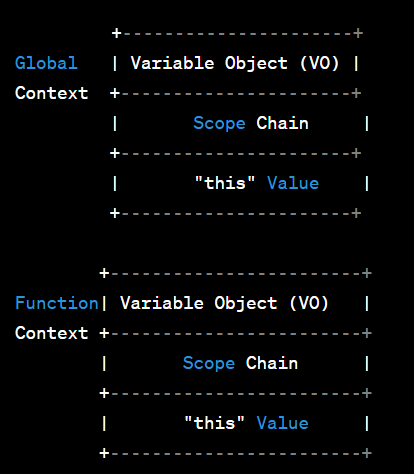 +----------------------+
Global | Variable Object (VO) |
Context +----------------------+
| Scope Chain |
+----------------------+
| "this" Value |
+----------------------+
+------------------------+
Function| Variable Object (VO) |
Context +------------------------+
| Scope Chain |
+------------------------+
| "this" Value |
+------------------------+